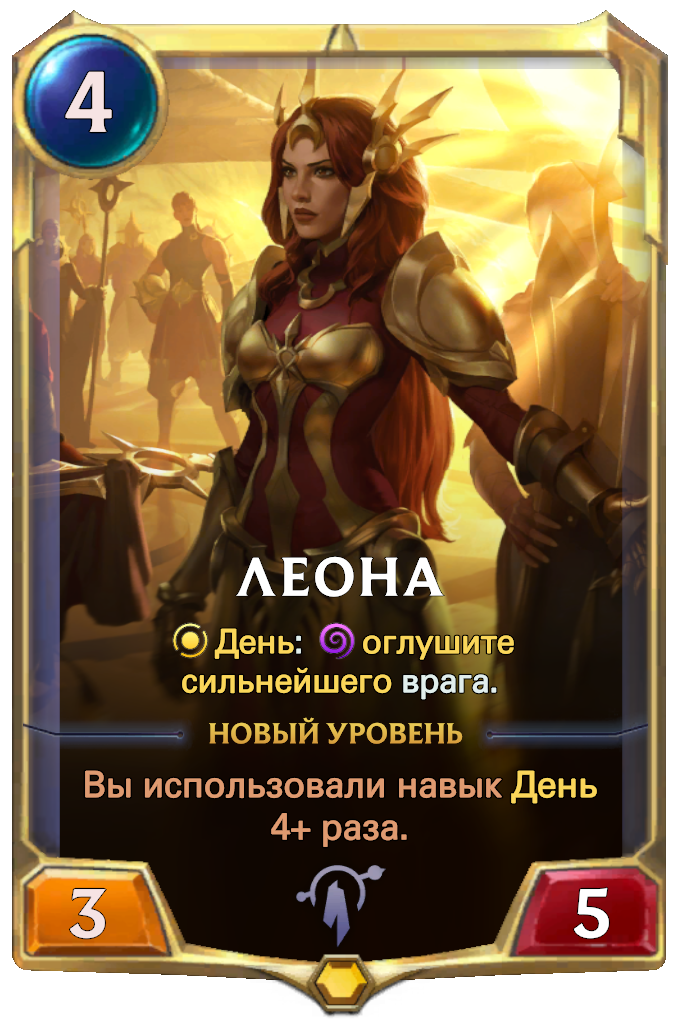 4
ЛЕОНА
День: оглушите
сильнейшего врага.
НОВЫЙ УРОВЕНЬ
Вы использовали навык День
4+ раза.
3
5